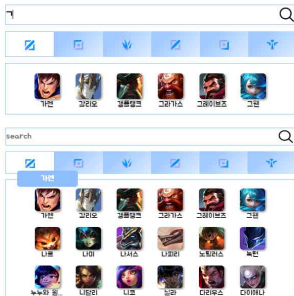 ㄱ
가렌 갈리오 갱플랭크 그라가스 그레이브즈 그웬
search
가렌
가렌 갈리오 갱플랭크 그라가스 그레이브즈 그웬
나르 나미 나서스 나피리 노틸러스 녹턴
누누와 윌... 니달리 니코 닐라 다리우스 다이애나